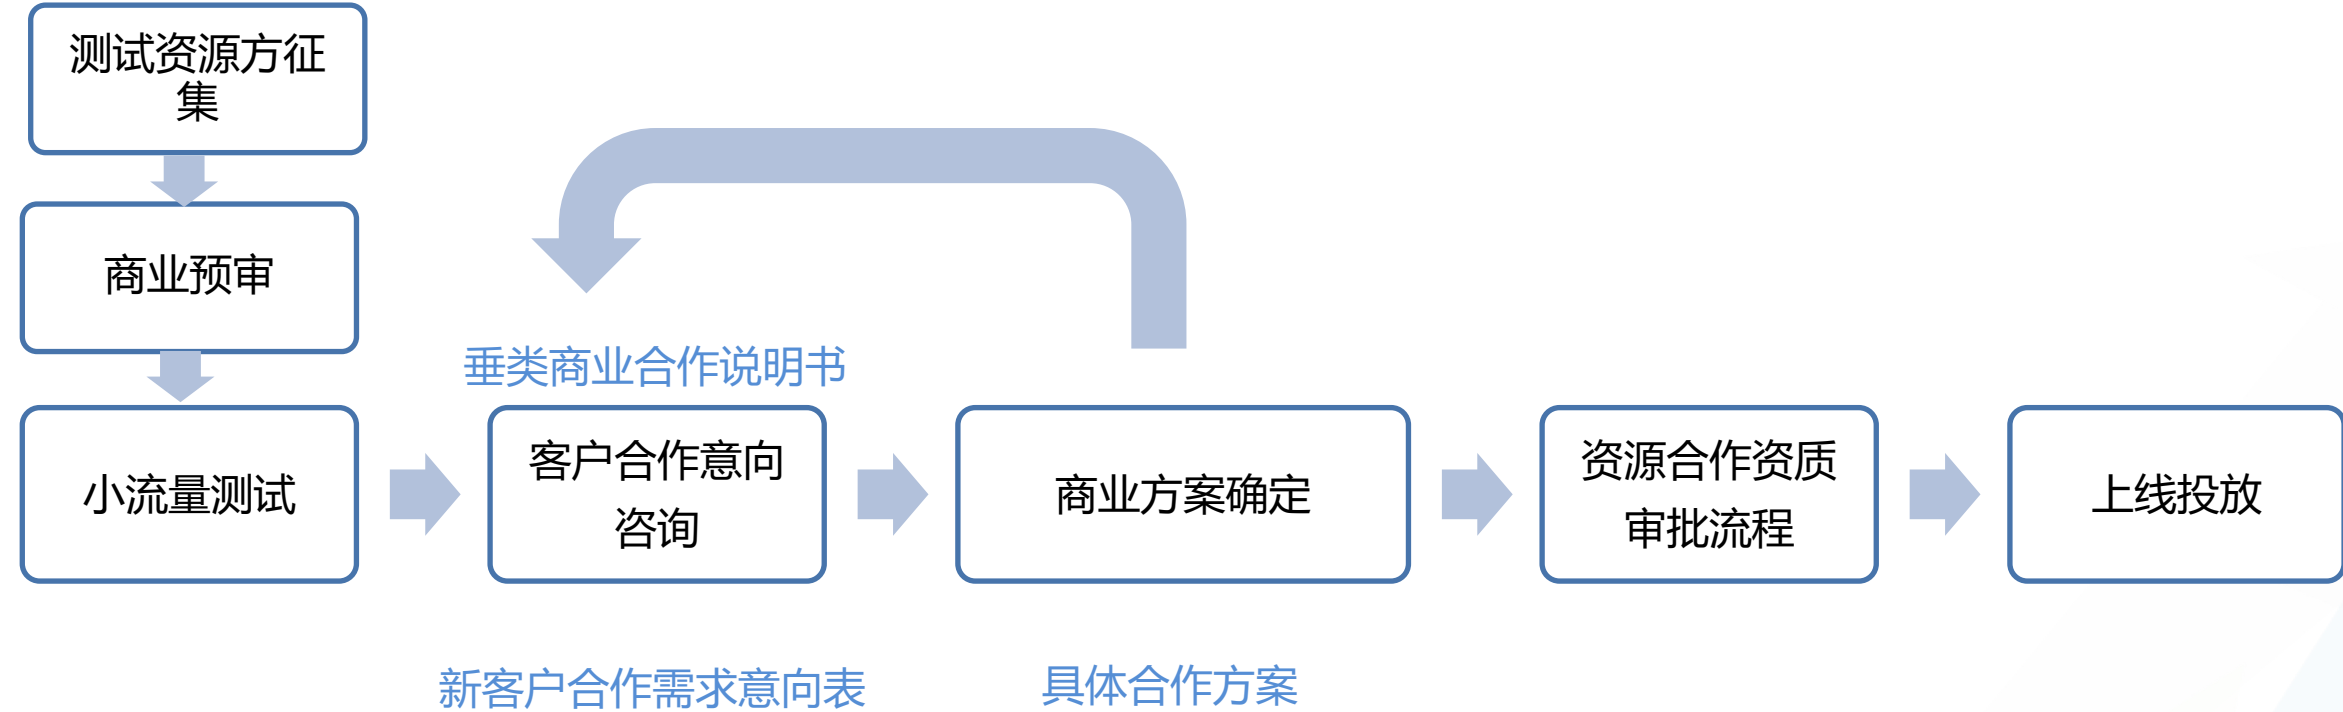 测试资源方征
集
商业预审
垂类商业合作说明书
小流量测试
客户合作意向
咨询
商业方案确定
资源合作资质
审批流程
上线投放
新客户合作需求意向表
具体合作方案